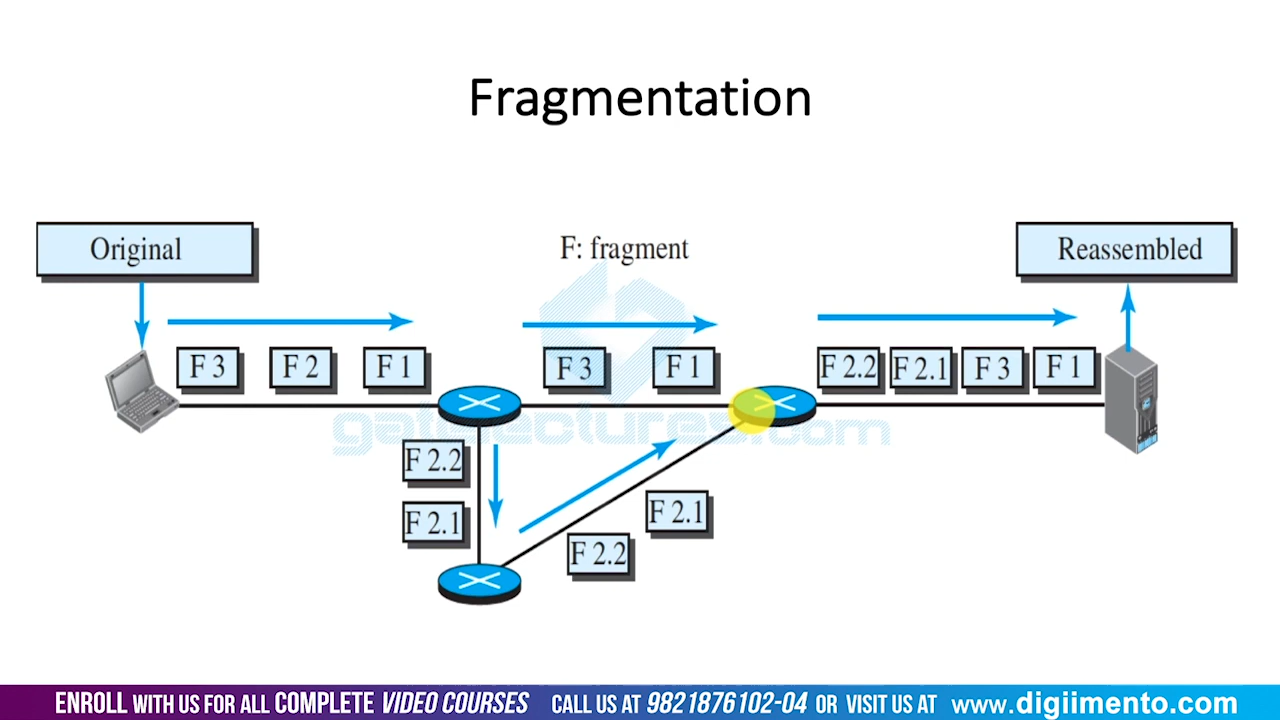 Fragmentation
Original
F: fragment
Reassembled
F 3
F 2
F 1
F 3
F 1
F 2.2
F 2.1
F 3
F 1
gatelectures.com
F 2.2
F 2.1
F 2.1
F 2.2
ENROLL WITH US FOR ALL COMPLETE VIDEO COURSES CALL US AT 9821876102-04 OR VISIT US AT www.digiimento.com